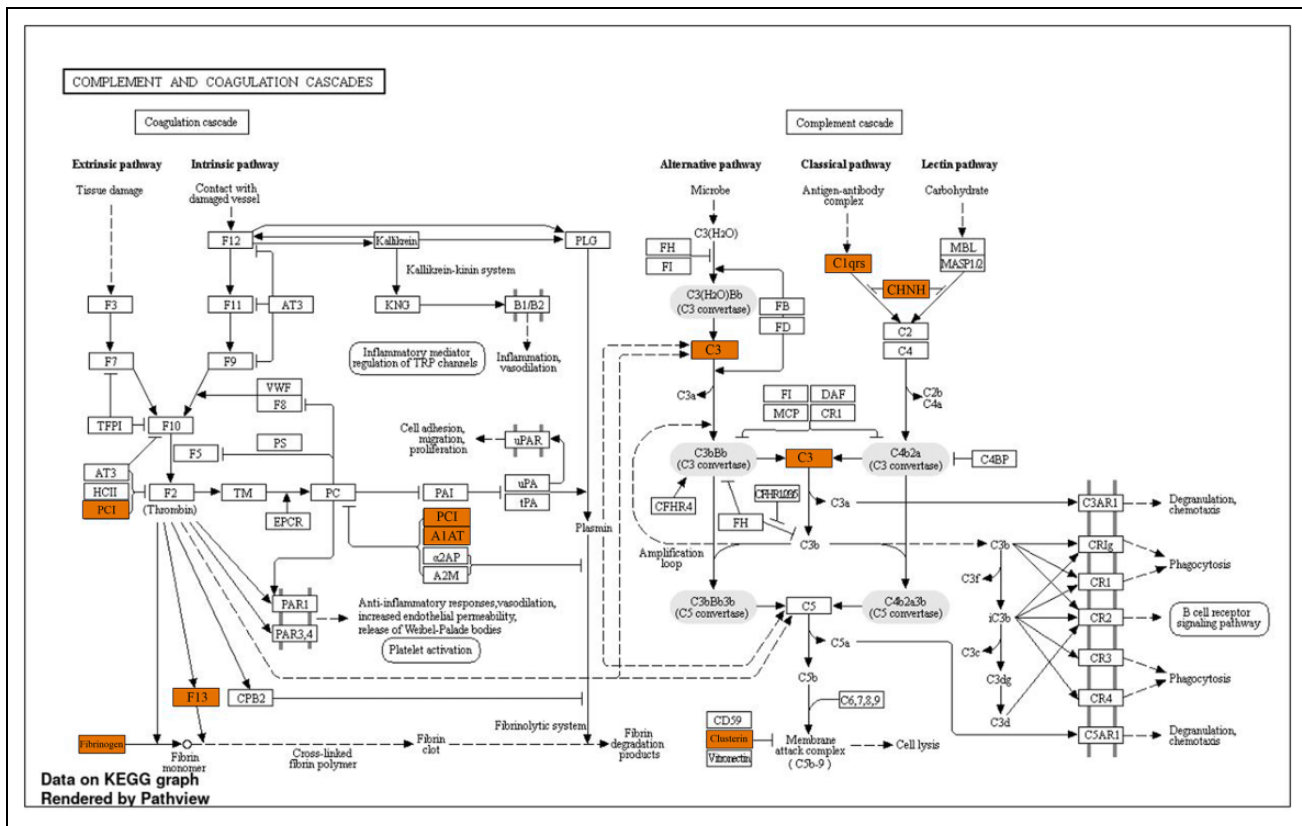 COMPLEMENT AND COAGULATION CASCADES
Coagulation cascade
Complement cascade
Extrinsic pathway
Intrinsic pathway
Alternative pathway
Classical pathway
Lectin pathway
Tissue damage
Contact with
damaged vessel
Microbe
Antigen-antibody
complex
Carbohydrate
F12
Kallikrein
PLG
Kallikrein-kinin system
F3
F11
AT3
KNG
B1/B2
F7
F9
Inflammatory mediator
regulation of TRP channels
Inflammation,
vasodilation
VWF
F8
TFPI
F10
PS
F5
Cell adhesion,
migration,
proliferation
uPAR
AT3
HCII
PCI
F2
(Thrombin)
TM
PC
EPCR
PAI
uPA
tPA
Plasmin
PCI
A1AT
α2AP
A2M
PAR1
PAR3,4
Anti-inflammatory responses,vasodilation,
increased endothelial permeability,
release of Weibel-Palade bodies
Platelet activation
F13
CPB2
Fibrinolytic system
Fibrinogen
Fibrin
monomer
Cross-linked
fibrin polymer
Fibrin
clot
Fibrin
degradation
products
C3(H2O)
FH
FI
C3(H2O)Bb
(C3 convertase)
FB
FD
C1qrs
CHNH
MBL
MASP1/2
C2
C4
C3
C3a
C2b
C4a
FI
DAF
MCP
CR1
C3bBb
(C3 convertase)
C3
C4b2a
(C3 convertase)
C4BP
CFHR4
FH
C3a
C3b
Amplification
loop
C3bBb3b
(C5 convertase)
C5
C4b2a3b
(C5 convertase)
C5a
C5b
C6,7,8,9
CD59
Clusterin
Vitronectin
Membrane
attack complex
(C5b-9)
Cell lysis
C3b
C3f
iC3b
C3c
C3dg
C3d
C3AR1
CRIg
CR1
CR2
CR3
CR4
C5AR1
Degranulation,
chemotaxis
Phagocytosis
B cell receptor
signaling pathway
Phagocytosis
Degranulation,
chemotaxis
Data on KEGG graph
Rendered by Pathview